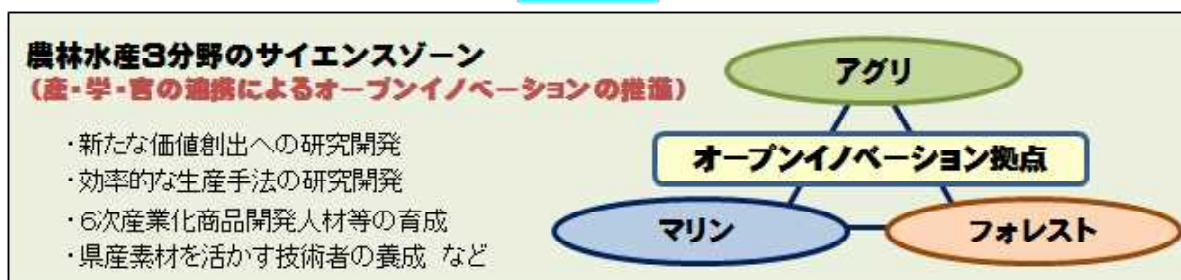 農林水産3分野のサイエンスゾーン
（産・学・官の連携によるオープンイノベーションの推進）
・新たな価値創出への研究開発
・効率的な生産手法の研究開発
・6次産業化商品開発人材等の育成
・県産素材を活かす技術者の養成 など
アグリ
オープンイノベーション拠点
マリン
フォレスト